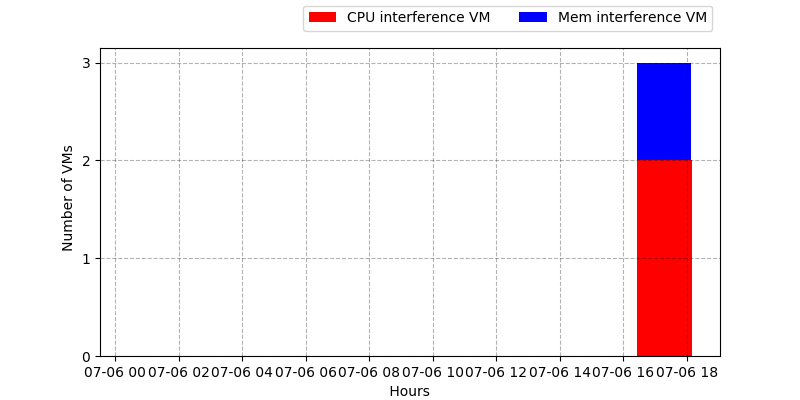 CPU interference VM Mem interference VM
3
2
1
0
Number of VMs
07-06 00 07-06 02 07-06 04 07-06 06 07-06 08 07-06 10 07-06 12 07-06 14 07-06 16 07-06 18
Hours